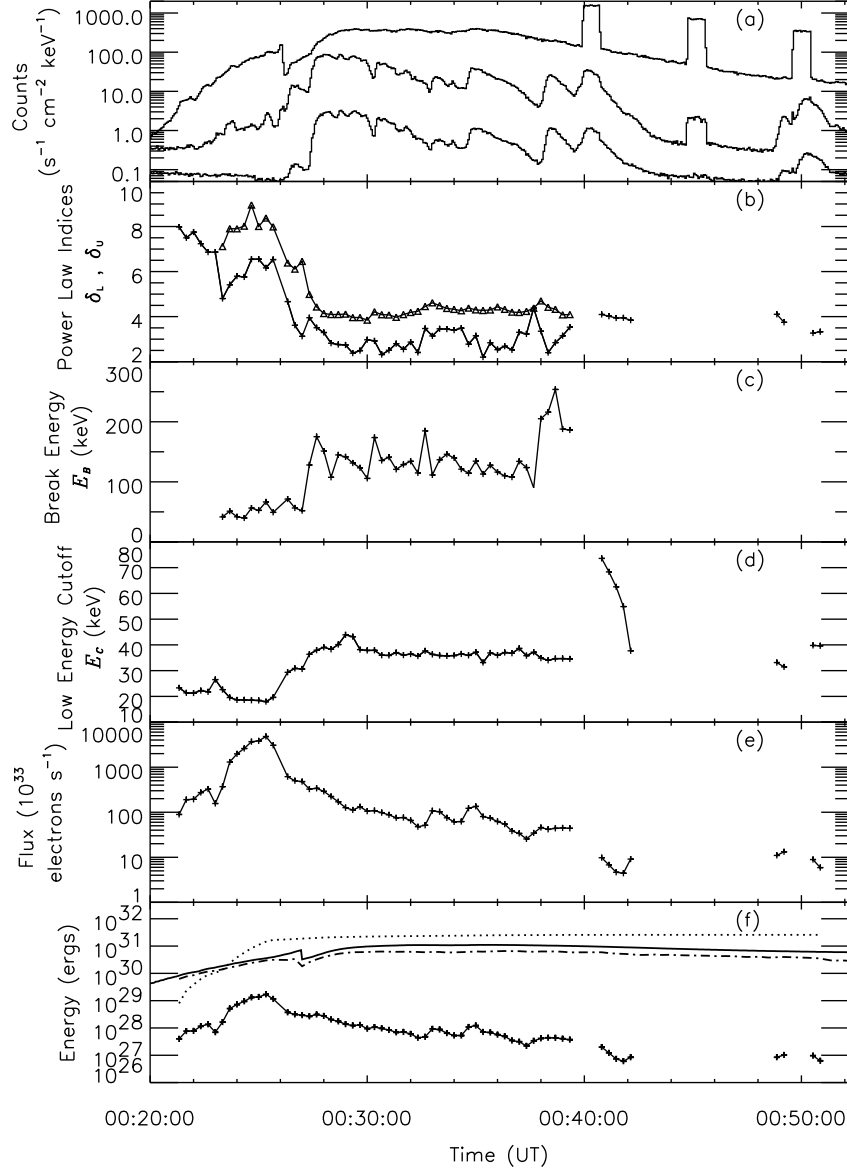 (a)
1000.0
100.0
10.0
1.0
0.1
Counts
(s⁻¹ cm⁻² keV⁻¹)
(b)
10
8
6
4
2
Power Law Indices
δL , δU
(c)
300
200
100
0
Break Energy
EB (keV)
(d)
80
70
60
50
40
30
20
10
Low Energy Cutoff
Ec (keV)
(e)
10000
1000
100
10
1
Flux (10³³
electrons s⁻¹)
(f)
10³²
10³¹
10³⁰
10²⁹
10²⁸
10²⁶
10²⁶
Energy (ergs)
00:20:00 00:30:00 00:40:00 00:50:00
Time (UT)